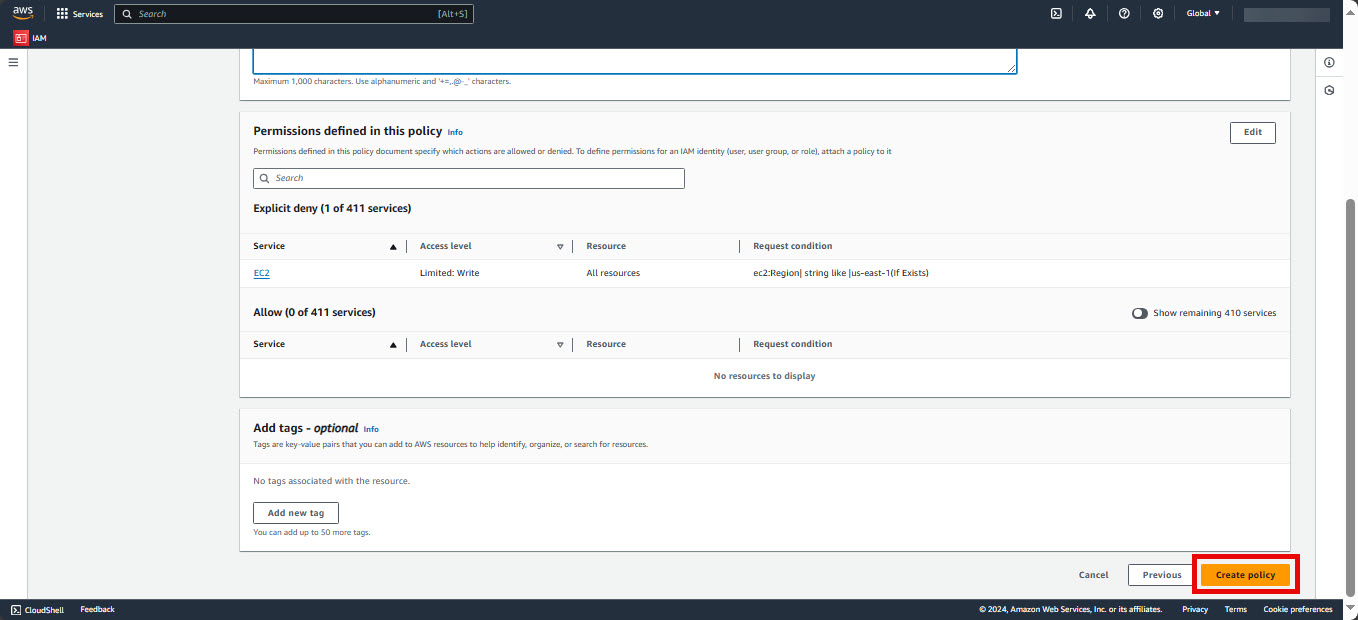 aws Services Search [Alt+S] Global
IAM
Maximum 1,000 characters. Use alphanumeric and '+=,.@-_' characters.
Permissions defined in this policy Info Edit
Permissions defined in this policy document specify which actions are allowed or denied. To define permissions for an IAM identity (user, user group, or role), attach a policy to it
Search
Explicit deny (1 of 411 services)
Service Access level Resource Request condition
EC2 Limited: Write All resources ec2:Region| string like |us-east-1(If Exists)
Allow (0 of 411 services) Show remaining 410 services
Service Access level Resource Request condition
No resources to display
Add tags - optional Info
Tags are key-value pairs that you can add to AWS resources to help identify, organize, or search for resources.
No tags associated with the resource.
Add new tag
You can add up to 50 more tags.
Cancel Previous Create policy
CloudShell Feedback © 2024, Amazon Web Services, Inc. or its affiliates. Privacy Terms Cookie preferences